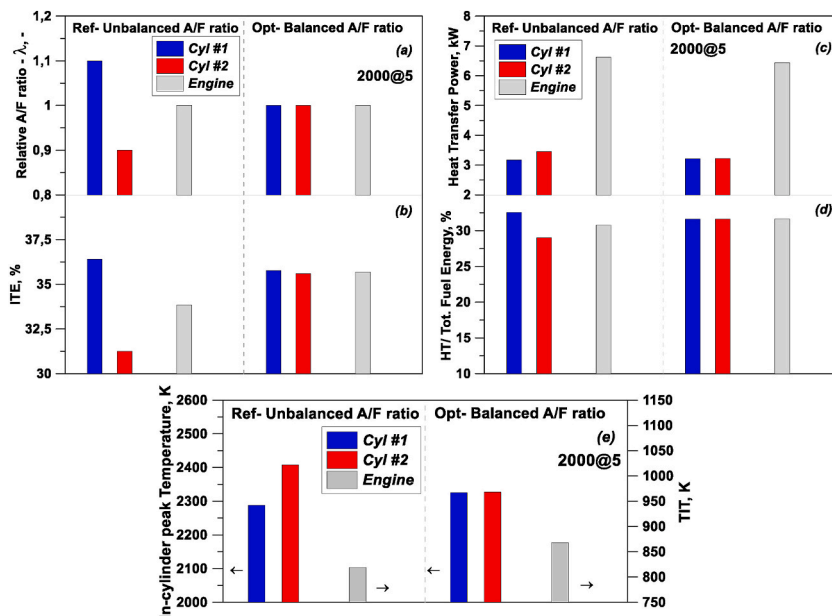 1,2
1,1
1
0,9
0,8
Relative A/F ratio - λ, -
Ref- Unbalanced A/F ratio
Opt- Balanced A/F ratio
Cyl #1
Cyl #2
Engine
(a)
2000@5
37,5
35
32,5
30
ITE, %
(b)
8
7
6
5
4
3
2
Heat Transfer Power, kW
Ref- Unbalanced A/F ratio
Opt- Balanced A/F ratio
2000@5
(c)
Cyl #1
Cyl #2
Engine
30
25
20
15
10
HT/ Tot. Fuel Energy, %
(d)
2600
2500
2400
2300
2200
2100
2000
n-cylinder peak Temperature, K
Ref- Unbalanced A/F ratio
Opt- Balanced A/F ratio
Cyl #1
Cyl #2
Engine
(e)
2000@5
1150
1100
1050
1000
950
900
850
800
750
TIT, K